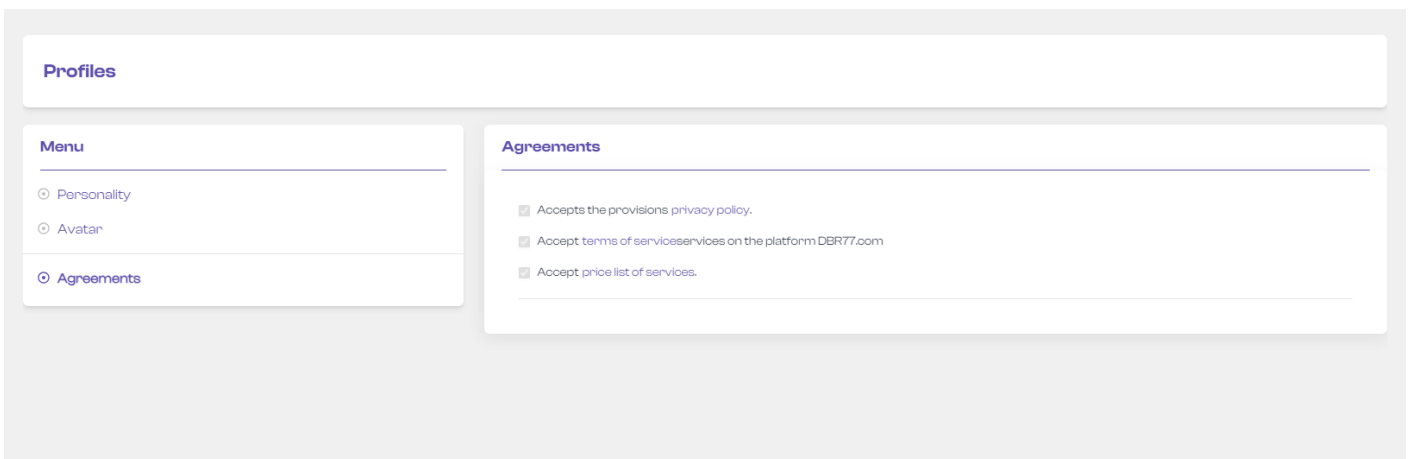 Profiles
Menu
Personality
Avatar
Agreements
Agreements
Accepts the provisions privacy policy.
Accept terms of serviceservices on the platform DBR77.com
Accept price list of services.